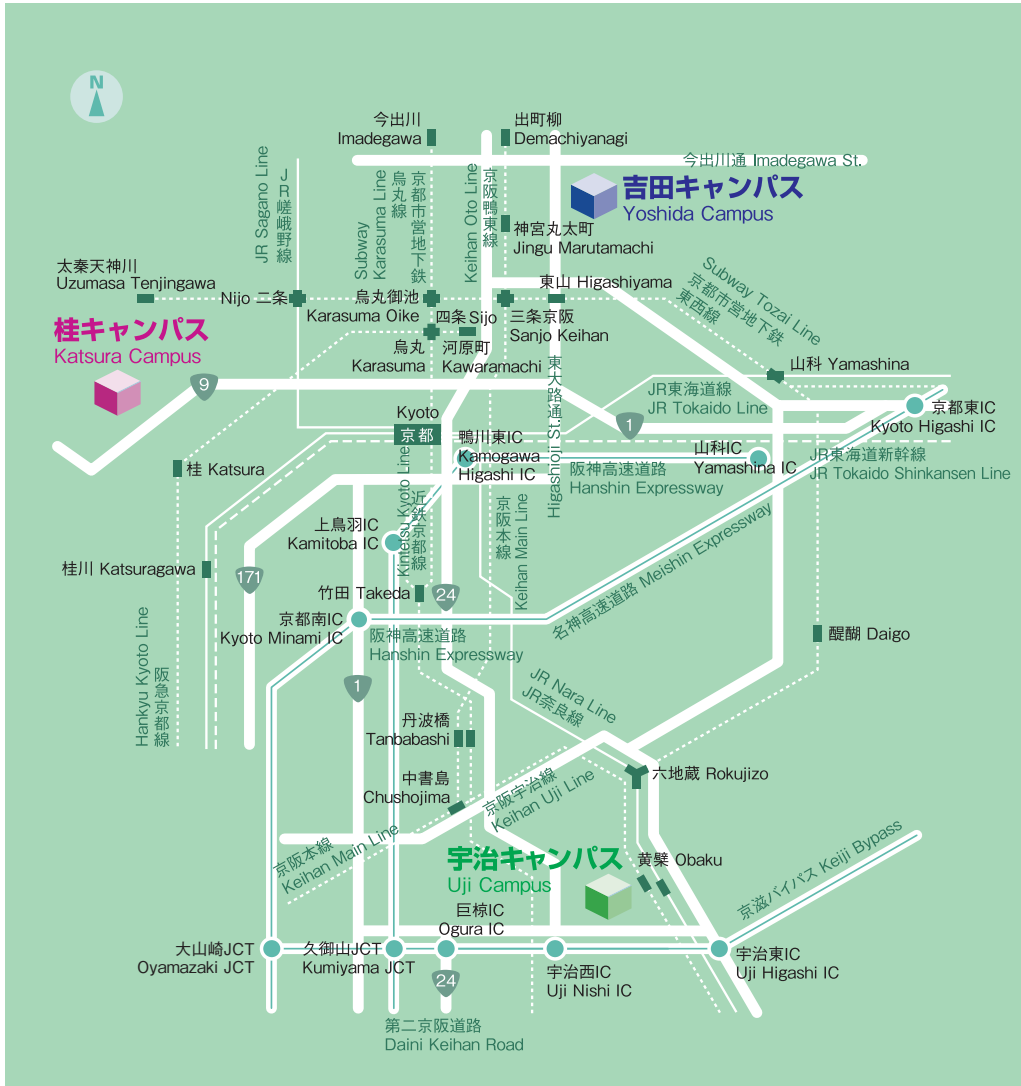 N
今出川
Imadegawa
出町柳
Demachiyanagi
今出川通 Imadegawa St.
JR嵯峨野線
JR Sagano Line
京都市営地下鉄
烏丸線
Subway
Karasuma Line
京阪鴨東線
Keihan Oto Line
吉田キャンパス
Yoshida Campus
神宮丸太町
Jingu Marutamachi
太秦天神川
Uzumasa Tenjingawa
Nijo 二条
烏丸御池
Karasuma Oike
東山 Higashiyama
Subway Tozai Line
京都市営地下鉄
東西線
四条 Sijo
三条京阪
Sanjo Keihan
桂キャンパス
Katsura Campus
烏丸
Karasuma
河原町
Kawaramachi
東大路通
Higashioji St.
山科 Yamashina
9
JR東海道線
JR Tokaido Line
1
京都東IC
Kyoto Higashi IC
Kyoto
京都
鴨川東IC
Kamogawa
Higashi IC
阪神高速道路
Hanshin Expressway
山科IC
Yamashina IC
JR東海道新幹線
JR Tokaido Shinkansen Line
桂 Katsura
近鉄京都線
Kintetsu Kyoto Line
京阪本線
Keihan Main Line
上鳥羽IC
Kamitoba IC
名神高速道路 Meishin Expressway
桂川 Katsuragawa
171
竹田 Takeda
24
京都南IC
Kyoto Minami IC
阪神高速道路
Hanshin Expressway
醍醐 Daigo
阪急京都線
Hankyu Kyoto Line
1
JR Nara Line
JR奈良線
丹波橋
Tanbabashi
中書島
Chushojima
京阪宇治線
Keihan Uji Line
六地蔵 Rokujizo
京阪本線
Keihan Main Line
宇治キャンパス
Uji Campus
黄檗 Obaku
京滋バイパス Keiji Bypass
巨椋IC
Ogura IC
大山崎JCT
Oyamazaki JCT
久御山JCT
Kumiyama JCT
24
宇治西IC
Uji Nishi IC
宇治東IC
Uji Higashi IC
第二京阪道路
Daini Keihan Road